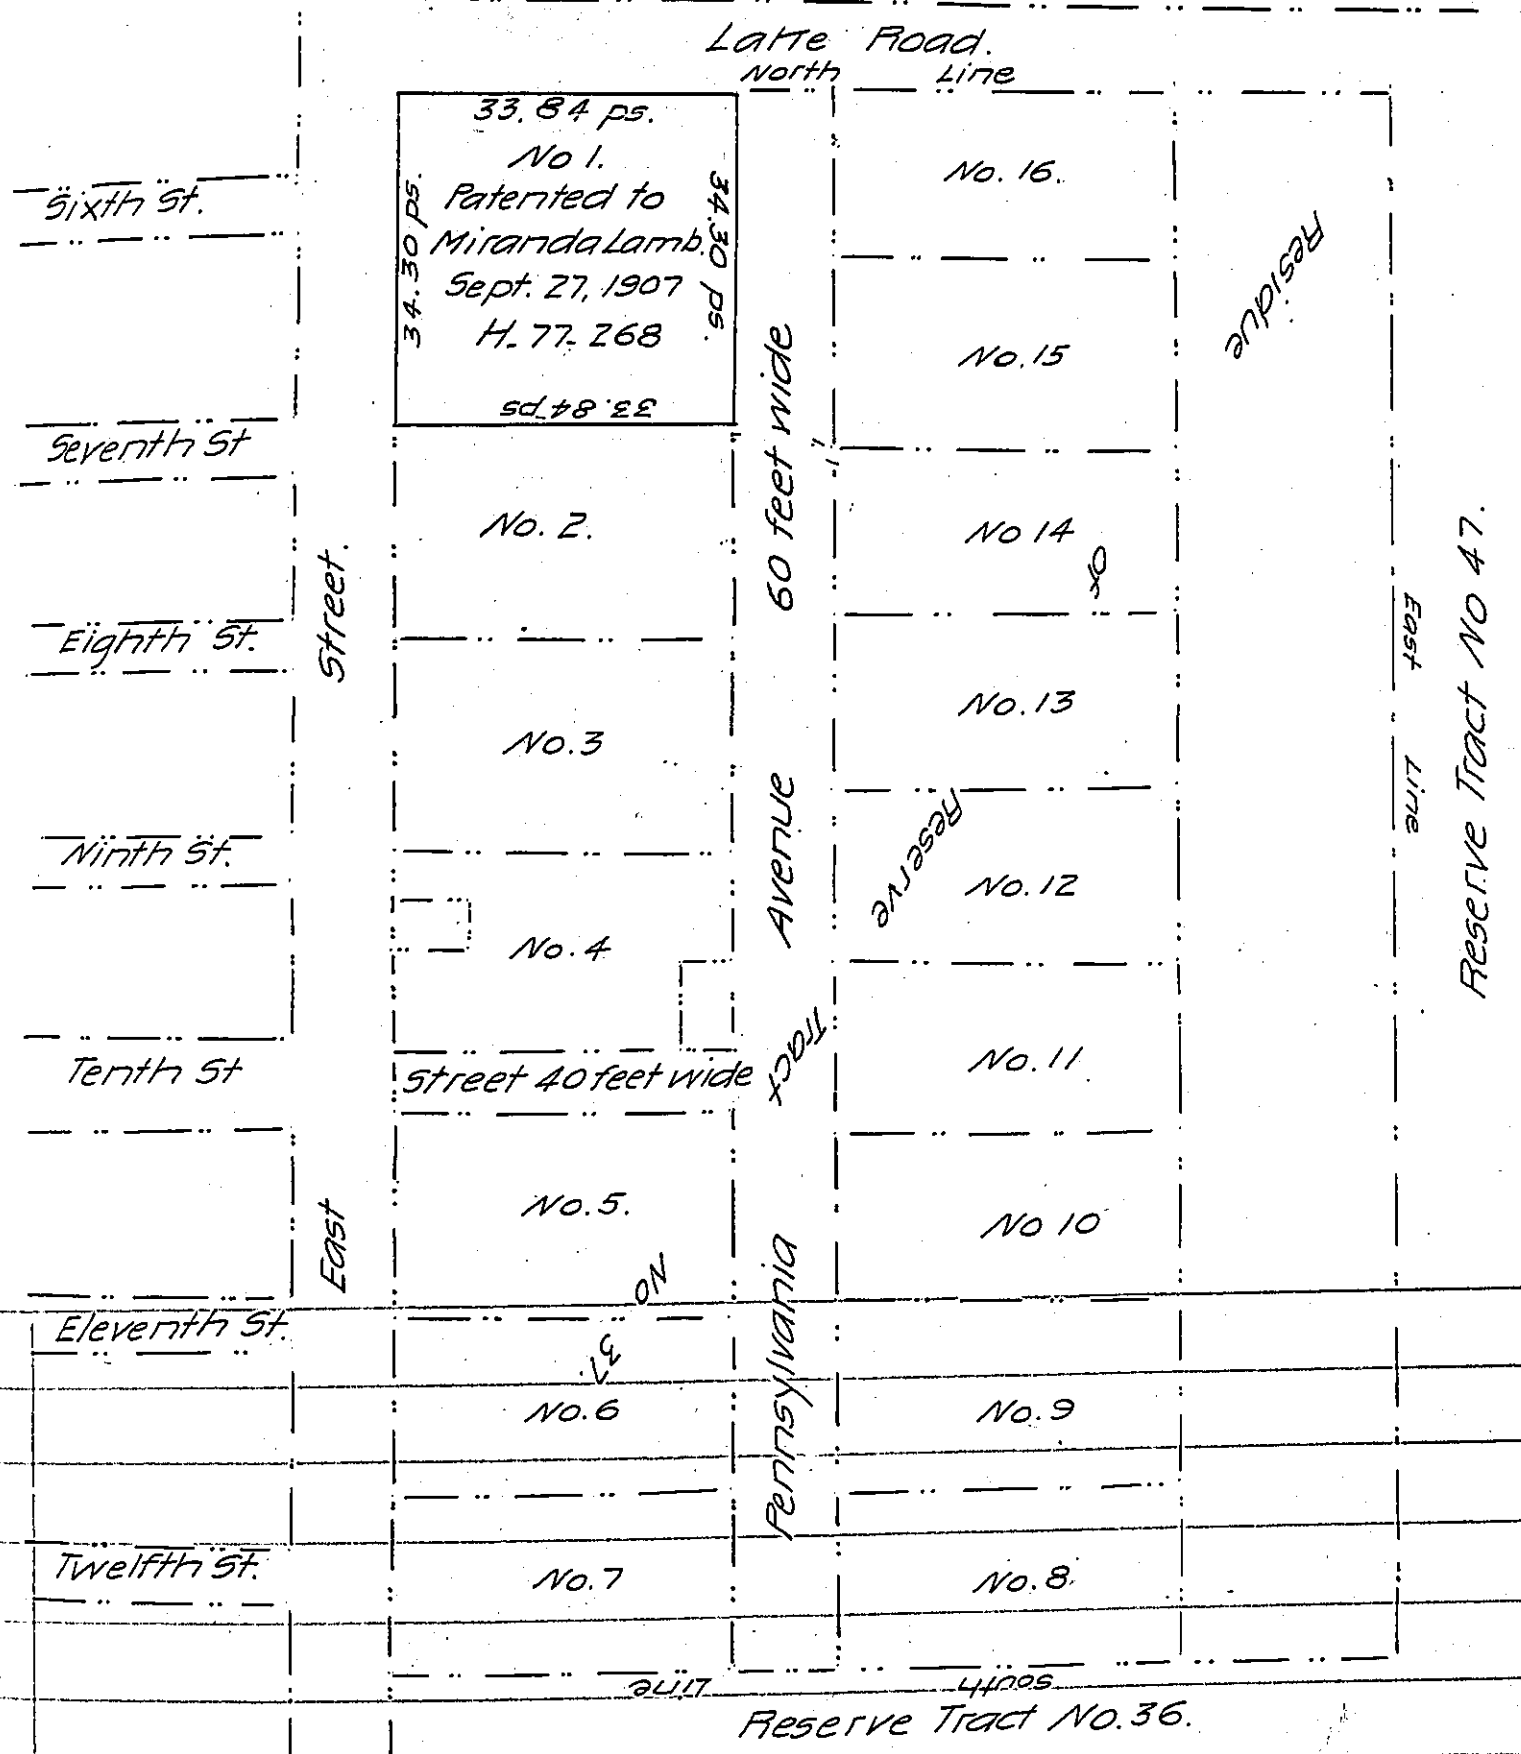 Lake Road.
North Line
33.84 ps.
No 1.
Patented to
Miranda Lamb.
Sept. 27, 1907
H. 77. 268
34.30 ps.
34.30 ps.
33.84 ps
Sixth St.
Seventh St
Eighth St.
Ninth St.
Tenth St
Eleventh St.
Twelfth St.
East Street.
No. 2.
No. 3
No. 4
Street 40 feet wide
No. 5.
No. 6
No. 7
Pennsylvania Avenue 60 feet wide
No. 16.
No. 15
No 14
No. 13
No. 12
No. 11
No 10
No. 9
No. 8.
Residue of Reserve Tract No 37.
East Line
Reserve Tract No 47.
South Line
Reserve Tract No. 36.